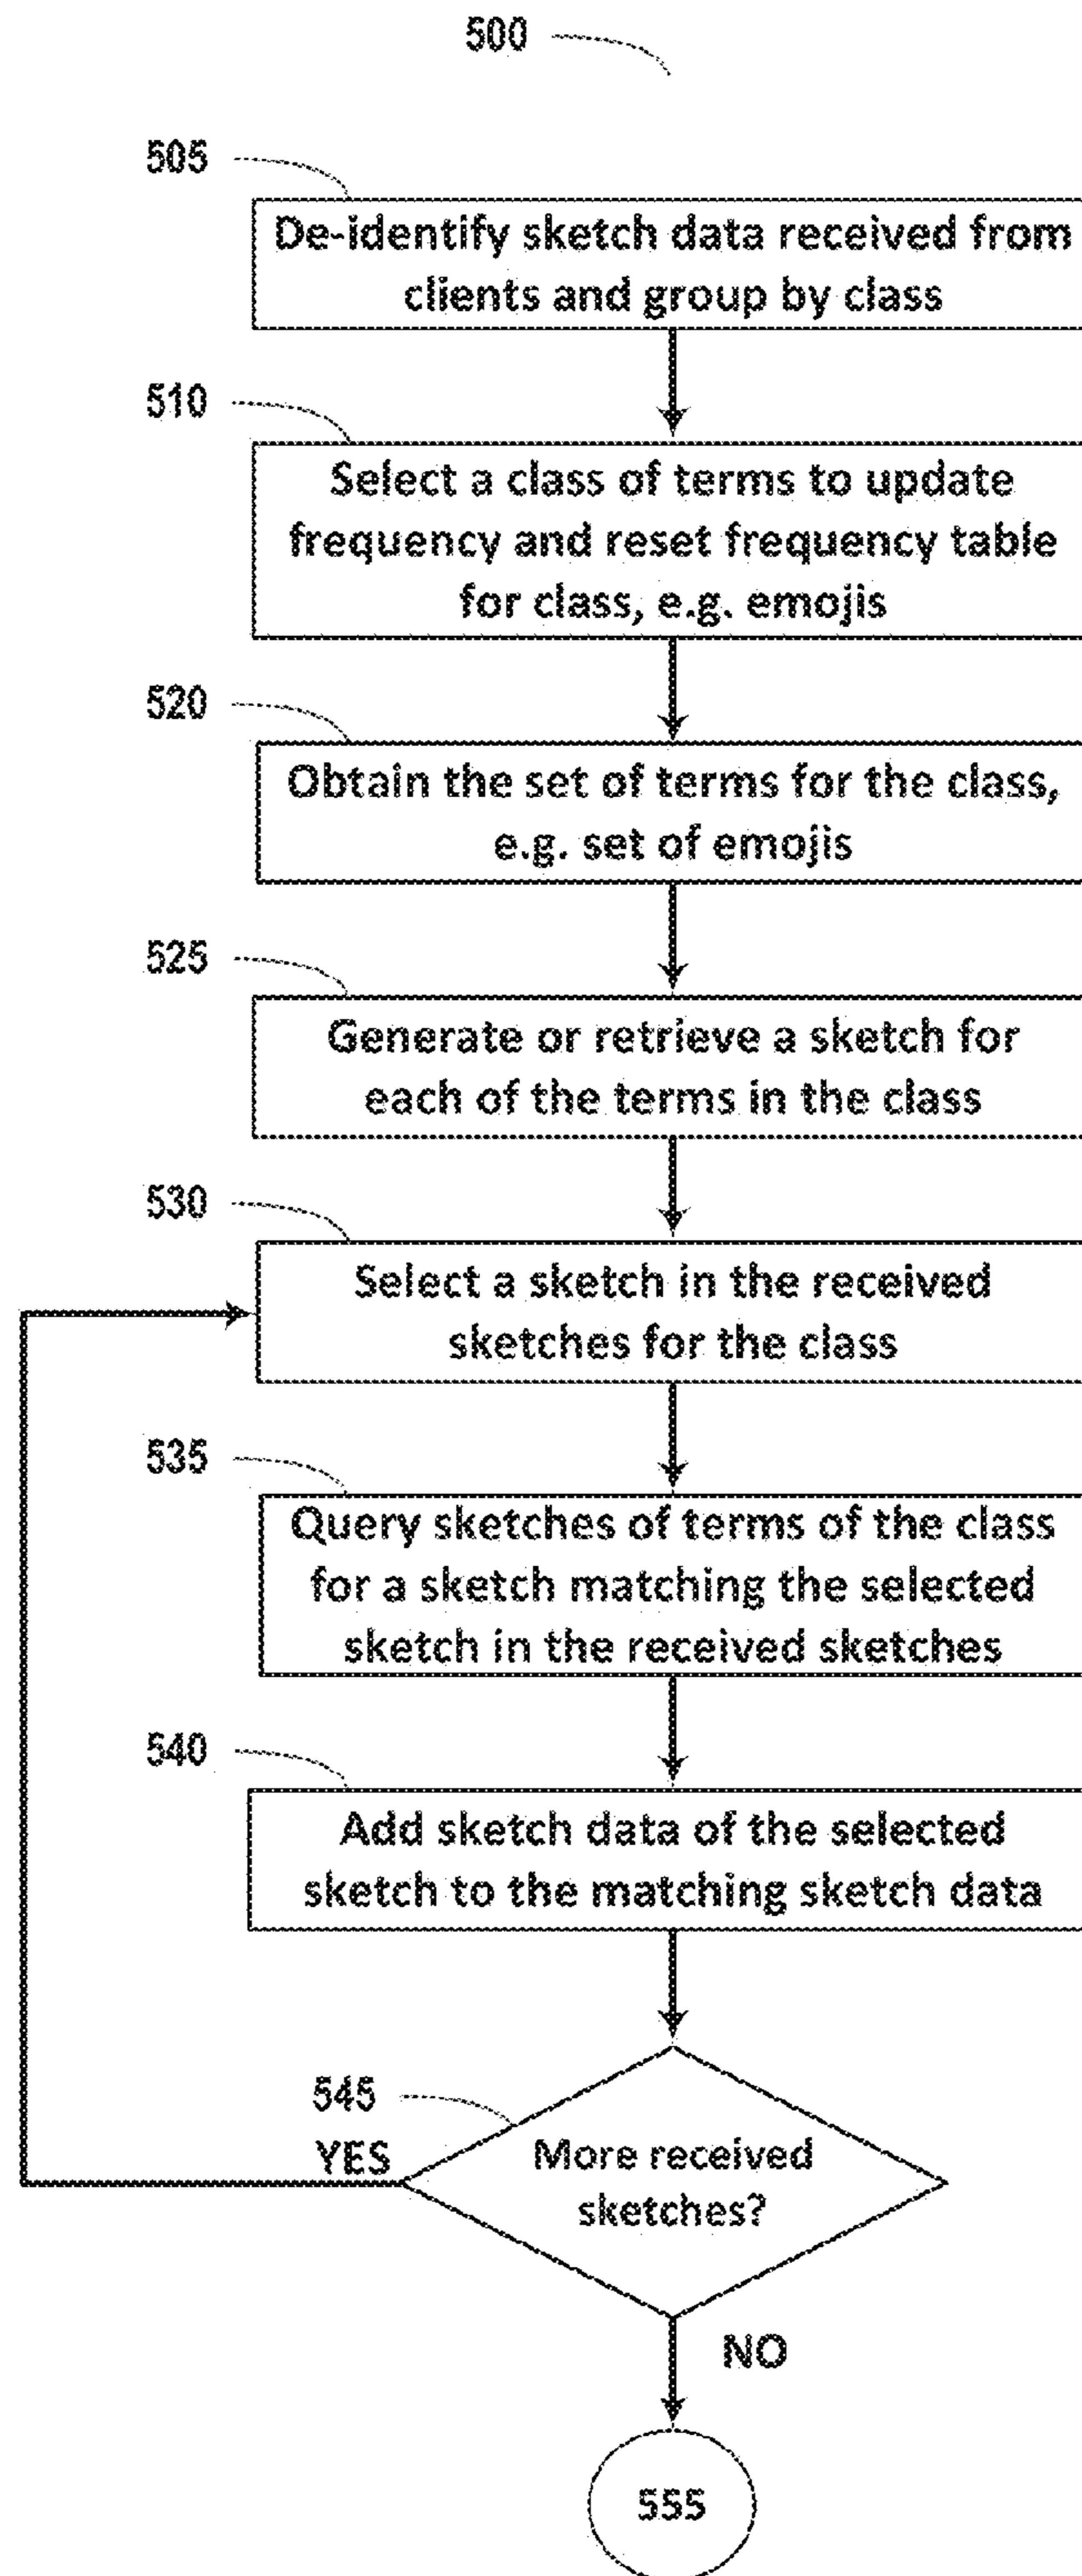 500
505
De-identify sketch data received from
clients and group by class
510
Select a class of terms to update
frequency and reset frequency table
for class, e.g. emojis
520
Obtain the set of terms for the class,
e.g. set of emojis
525
Generate or retrieve a sketch for
each of the terms in the class
530
Select a sketch in the received
sketches for the class
535
Query sketches of terms of the class
for a sketch matching the selected
sketch in the received sketches
540
Add sketch data of the selected
sketch to the matching sketch data
545
YES
More received
sketches?
NO
555